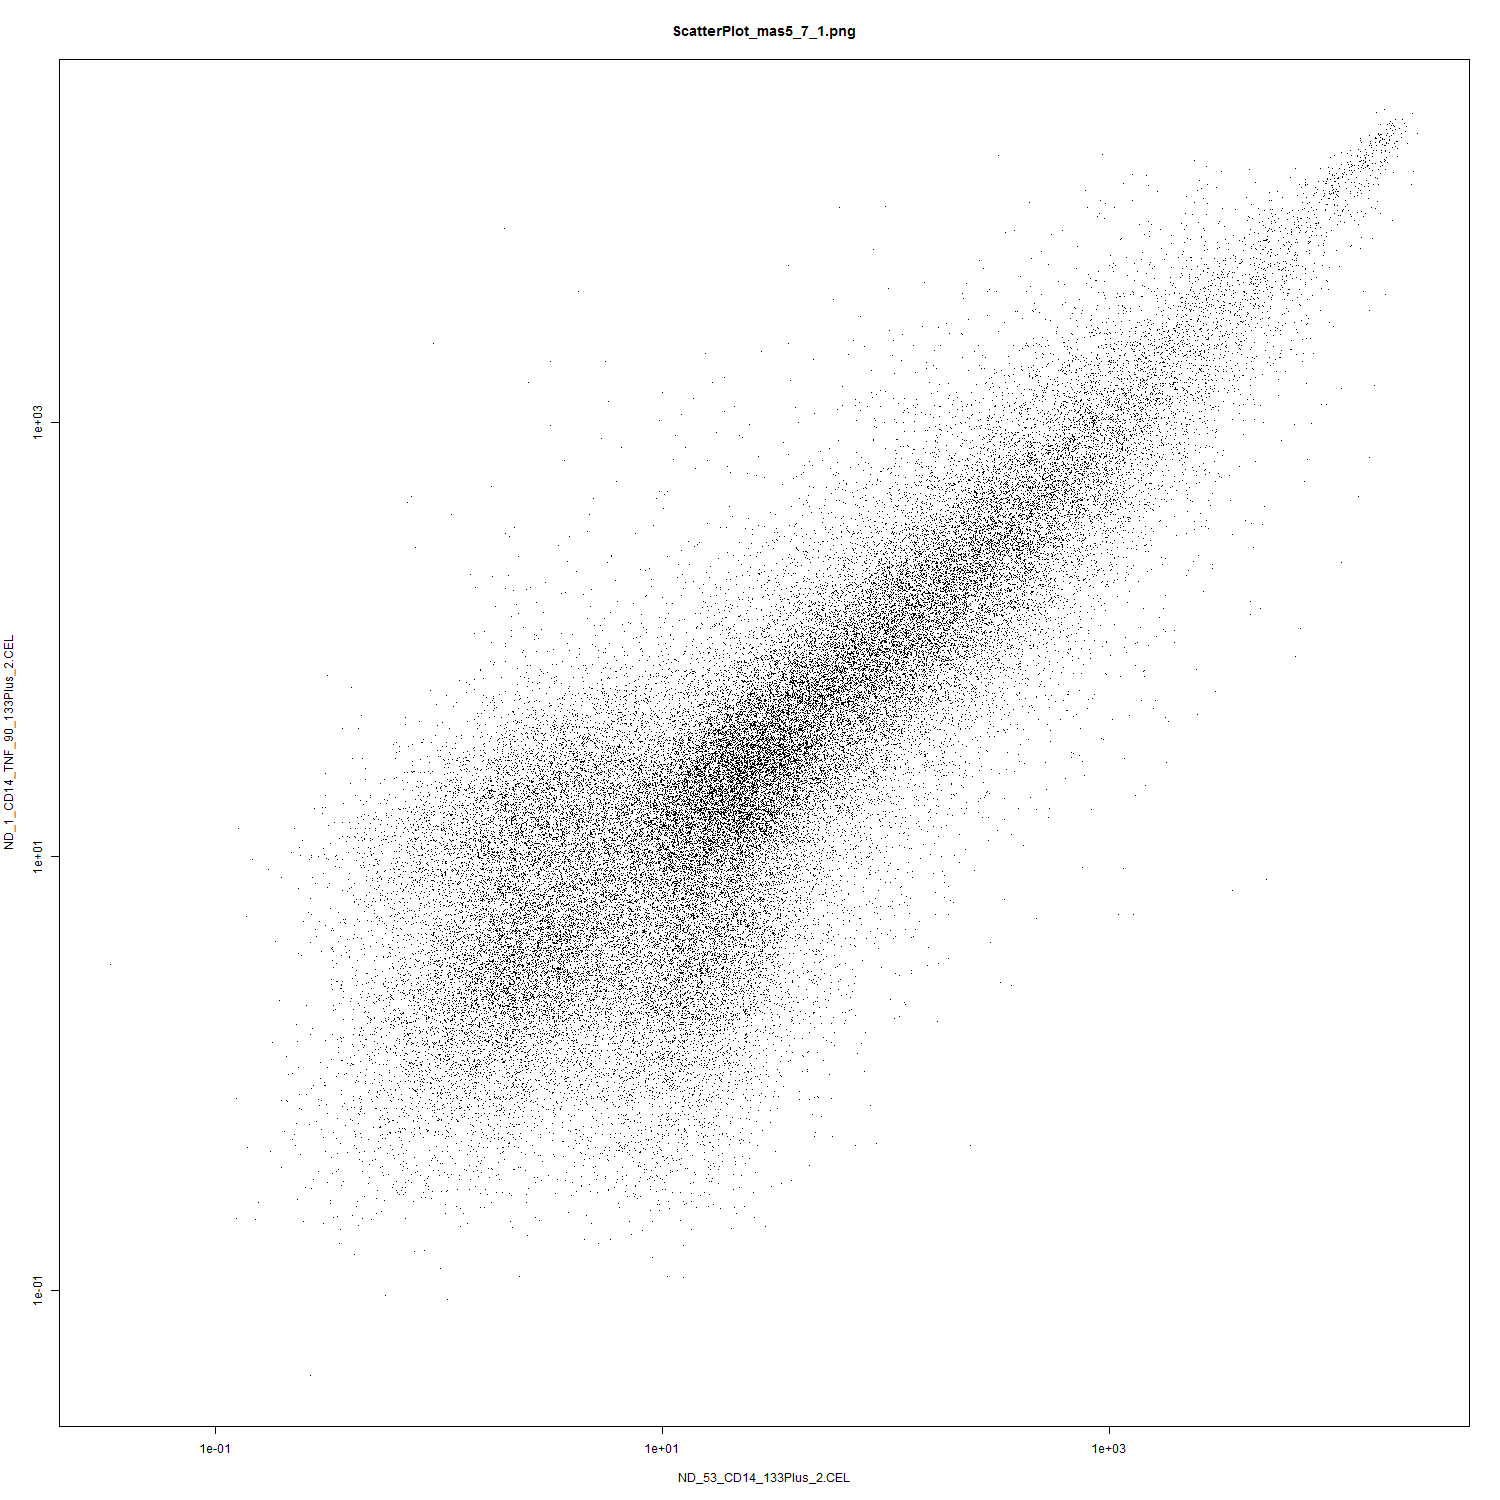 ScatterPlot_mas5_7_1.png
ND_1_CD14_TNF_90_133Plus_2.CEL
1e+03
1e+01
1e-01
1e-01
1e+01
1e+03
ND_53_CD14_133Plus_2.CEL